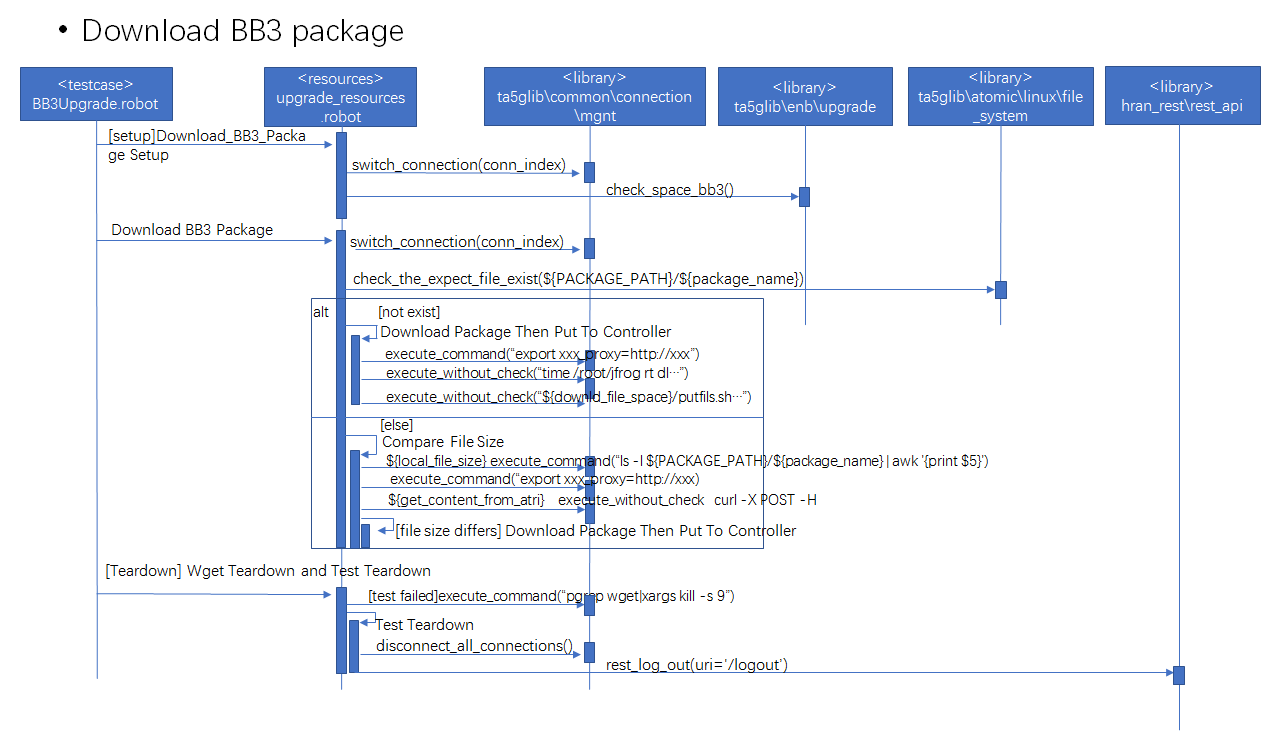 • Download BB3 package
<testcase>
BB3Upgrade.robot
<resources>
upgrade_resources
.robot
<library>
ta5glib\common\connection
\mgnt
<library>
ta5glib\enb\upgrade
<library>
ta5glib\atomic\linux\file
_system
<library>
hran_rest\rest_api
[setup]Download_BB3_Packa
ge Setup
switch_connection(conn_index)
check_space_bb3()
Download BB3 Package
switch_connection(conn_index)
check_the_expect_file_exist(${PACKAGE_PATH}/${package_name})
alt
[not exist]
Download Package Then Put To Controller
execute_command(“export xxx_proxy=http://xxx”)
execute_without_check(“time /root/jfrog rt dl…”)
execute_without_check(“${downld_file_space}/putfils.sh…”)
[else]
Compare File Size
${local_file_size} execute_command(“ls -l ${PACKAGE_PATH}/${package_name} | awk '{print $5}')
execute_command(“export xxx_proxy=http://xxx)
${get_content_from_atri} execute_without_check curl -X POST -H
[file size differs] Download Package Then Put To Controller
[Teardown] Wget Teardown and Test Teardown
[test failed]execute_command(“pgrep wget|xargs kill -s 9”)
Test Teardown
disconnect_all_connections()
rest_log_out(uri='/logout')